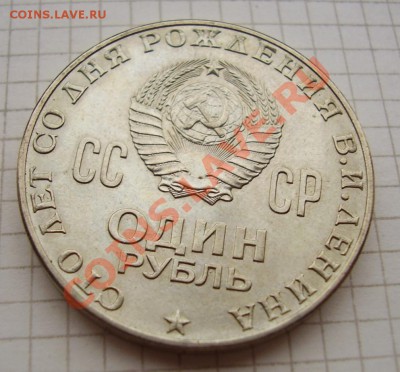 COINS.LAVE.RU
СТО ЛЕТ СО ДНЯ РОЖДЕНИЯ В.И.ЛЕНИНА
СС СР
ОДИН
РУБЛЬ
COINS.LAVE.RU